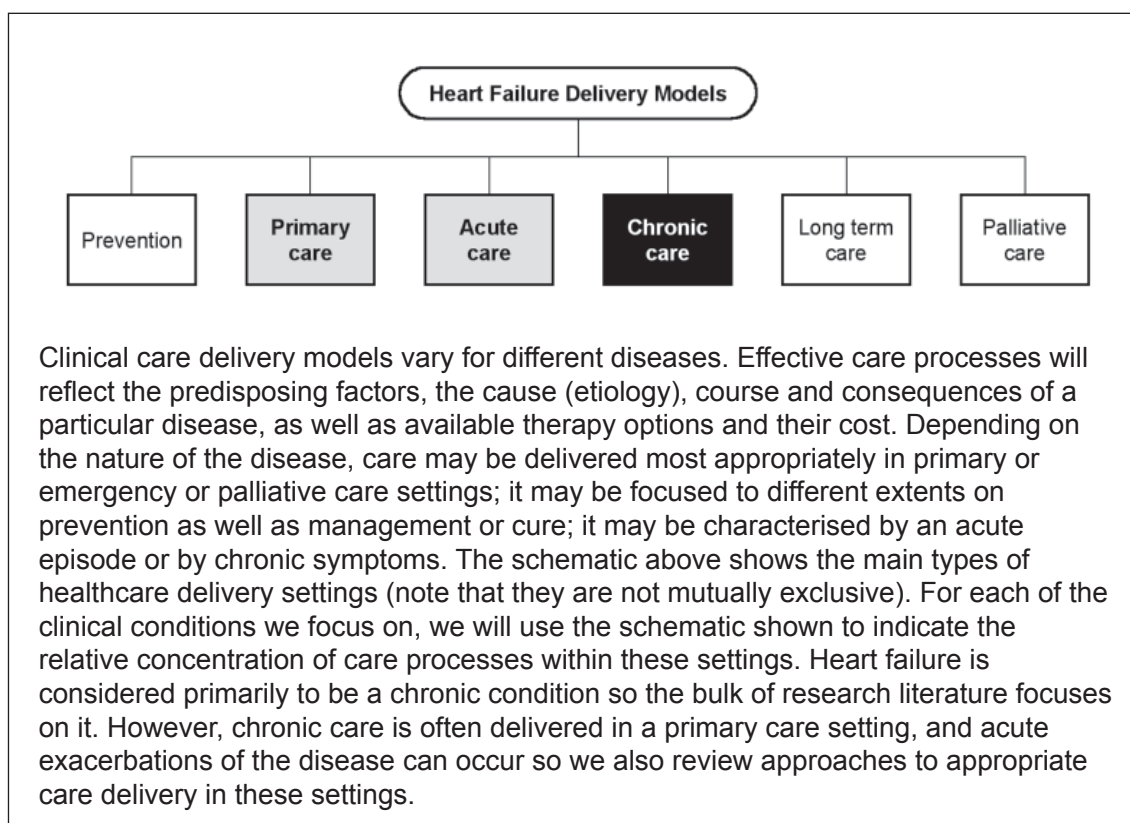 Heart Failure Delivery Models
Prevention
Primary
care
Acute
care
Chronic
care
Long term
care
Palliative
care
Clinical care delivery models vary for different diseases. Effective care processes will
reflect the predisposing factors, the cause (etiology), course and consequences of a
particular disease, as well as available therapy options and their cost. Depending on
the nature of the disease, care may be delivered most appropriately in primary or
emergency or palliative care settings; it may be focused to different extents on
prevention as well as management or cure; it may be characterised by an acute
episode or by chronic symptoms. The schematic above shows the main types of
healthcare delivery settings (note that they are not mutually exclusive). For each of the
clinical conditions we focus on, we will use the schematic shown to indicate the
relative concentration of care processes within these settings. Heart failure is
considered primarily to be a chronic condition so the bulk of research literature focuses
on it. However, chronic care is often delivered in a primary care setting, and acute
exacerbations of the disease can occur so we also review approaches to appropriate
care delivery in these settings.